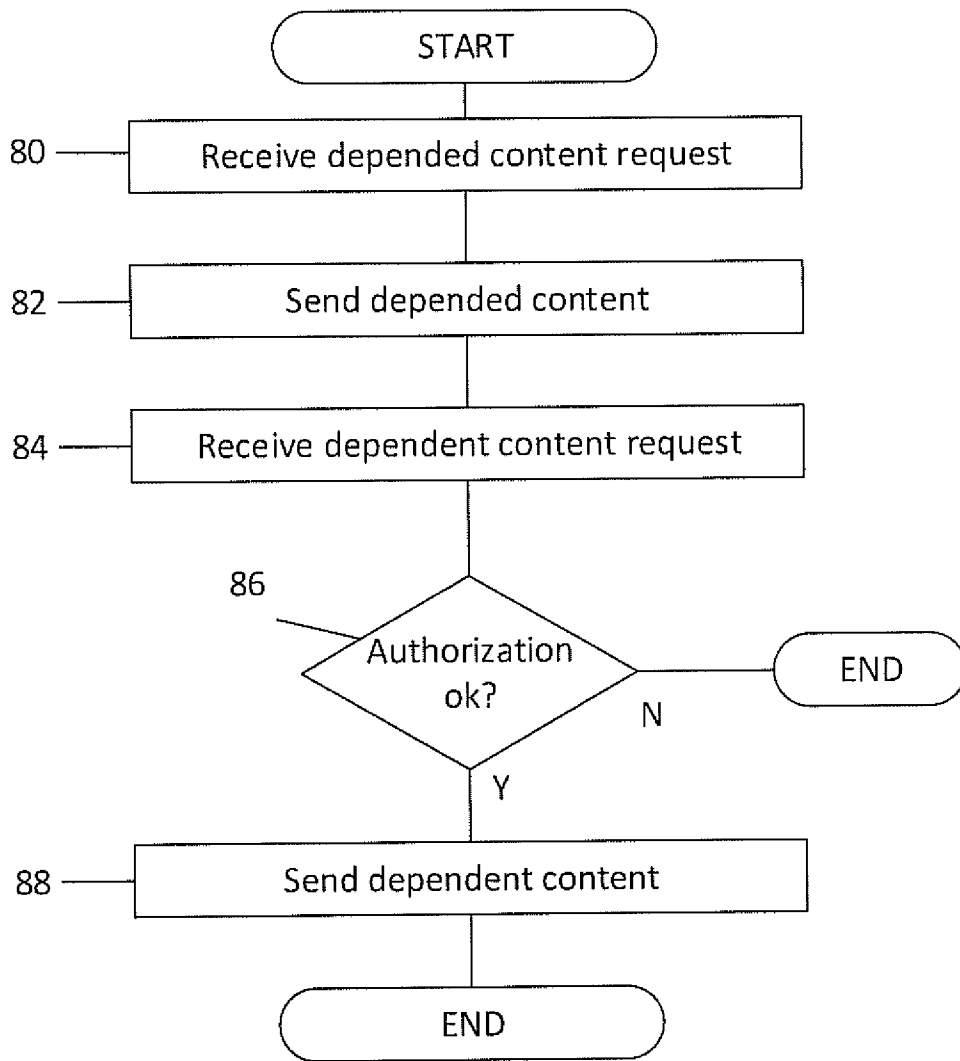 START
80
Receive depended content request
82
Send depended content
84
Receive dependent content request
86
Authorization
ok?
END
N
Y
88
Send dependent content
END